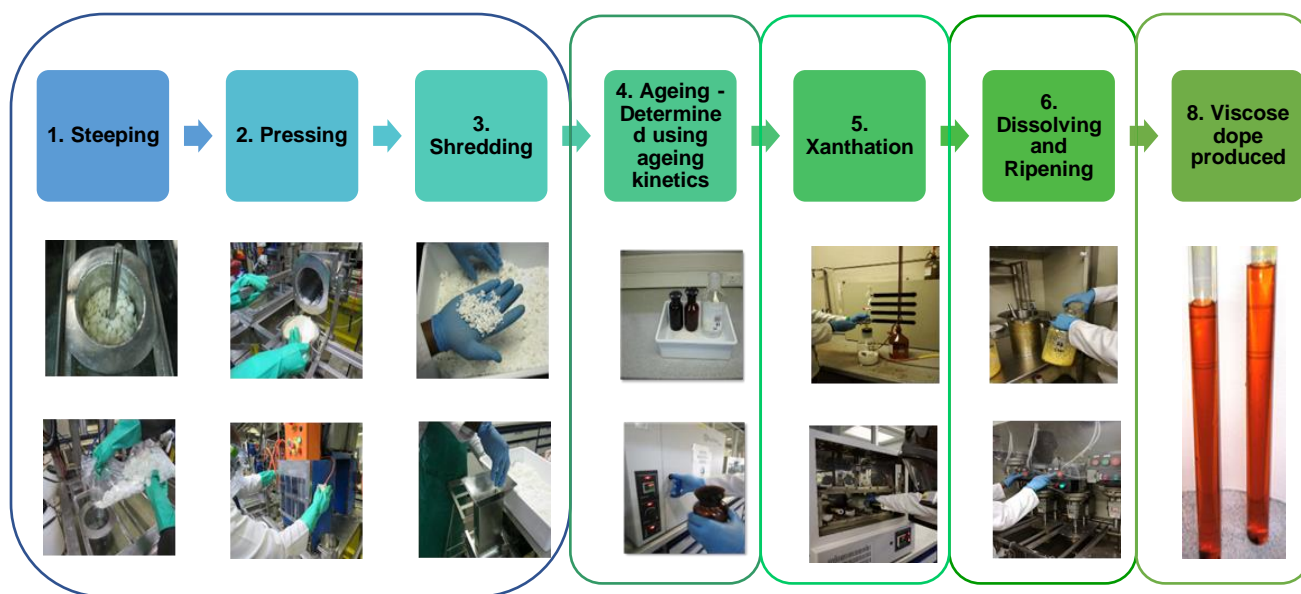 1. Steeping
2. Pressing
3.
Shredding
4. Ageing -
Determine
d using
ageing
kinetics
5.
Xanthation
6.
Dissolving
and
Ripening
8. Viscose
dope
produced